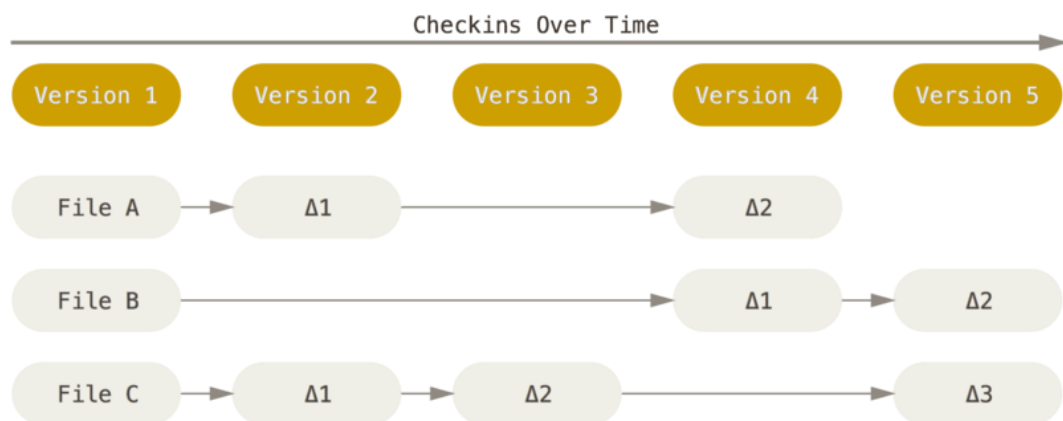 Checkins Over Time
Version 1 Version 2 Version 3 Version 4 Version 5
File A Δ1 Δ2
File B Δ1 Δ2
File C Δ1 Δ2 Δ3